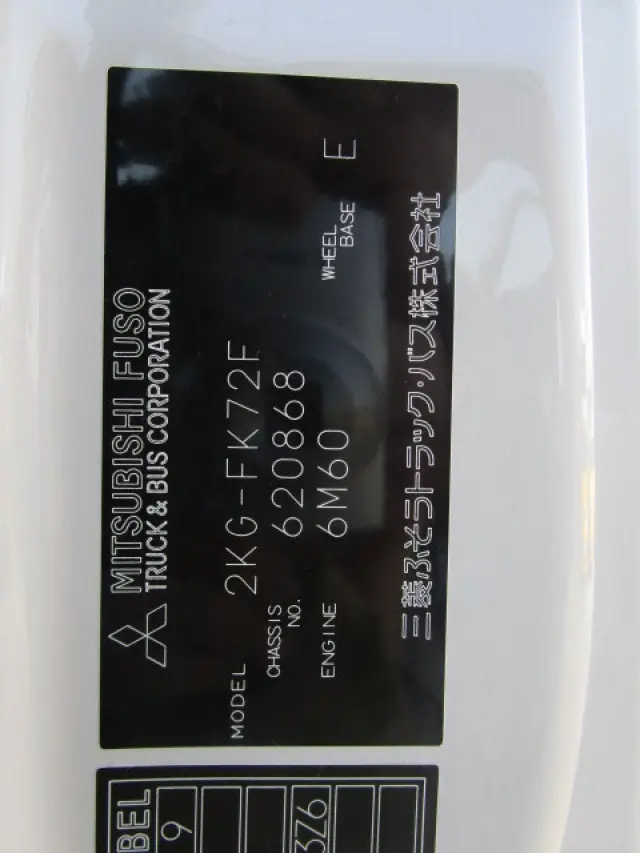 MITSUBISHI FUSO
TRUCK & BUS CORPORATION
MODEL 2KG-FK72F
CHASSIS NO. 620868
ENGINE 6M60 WHEEL BASE E
三菱ふそうトラック・バス株式会社
BEL
9
3Z6